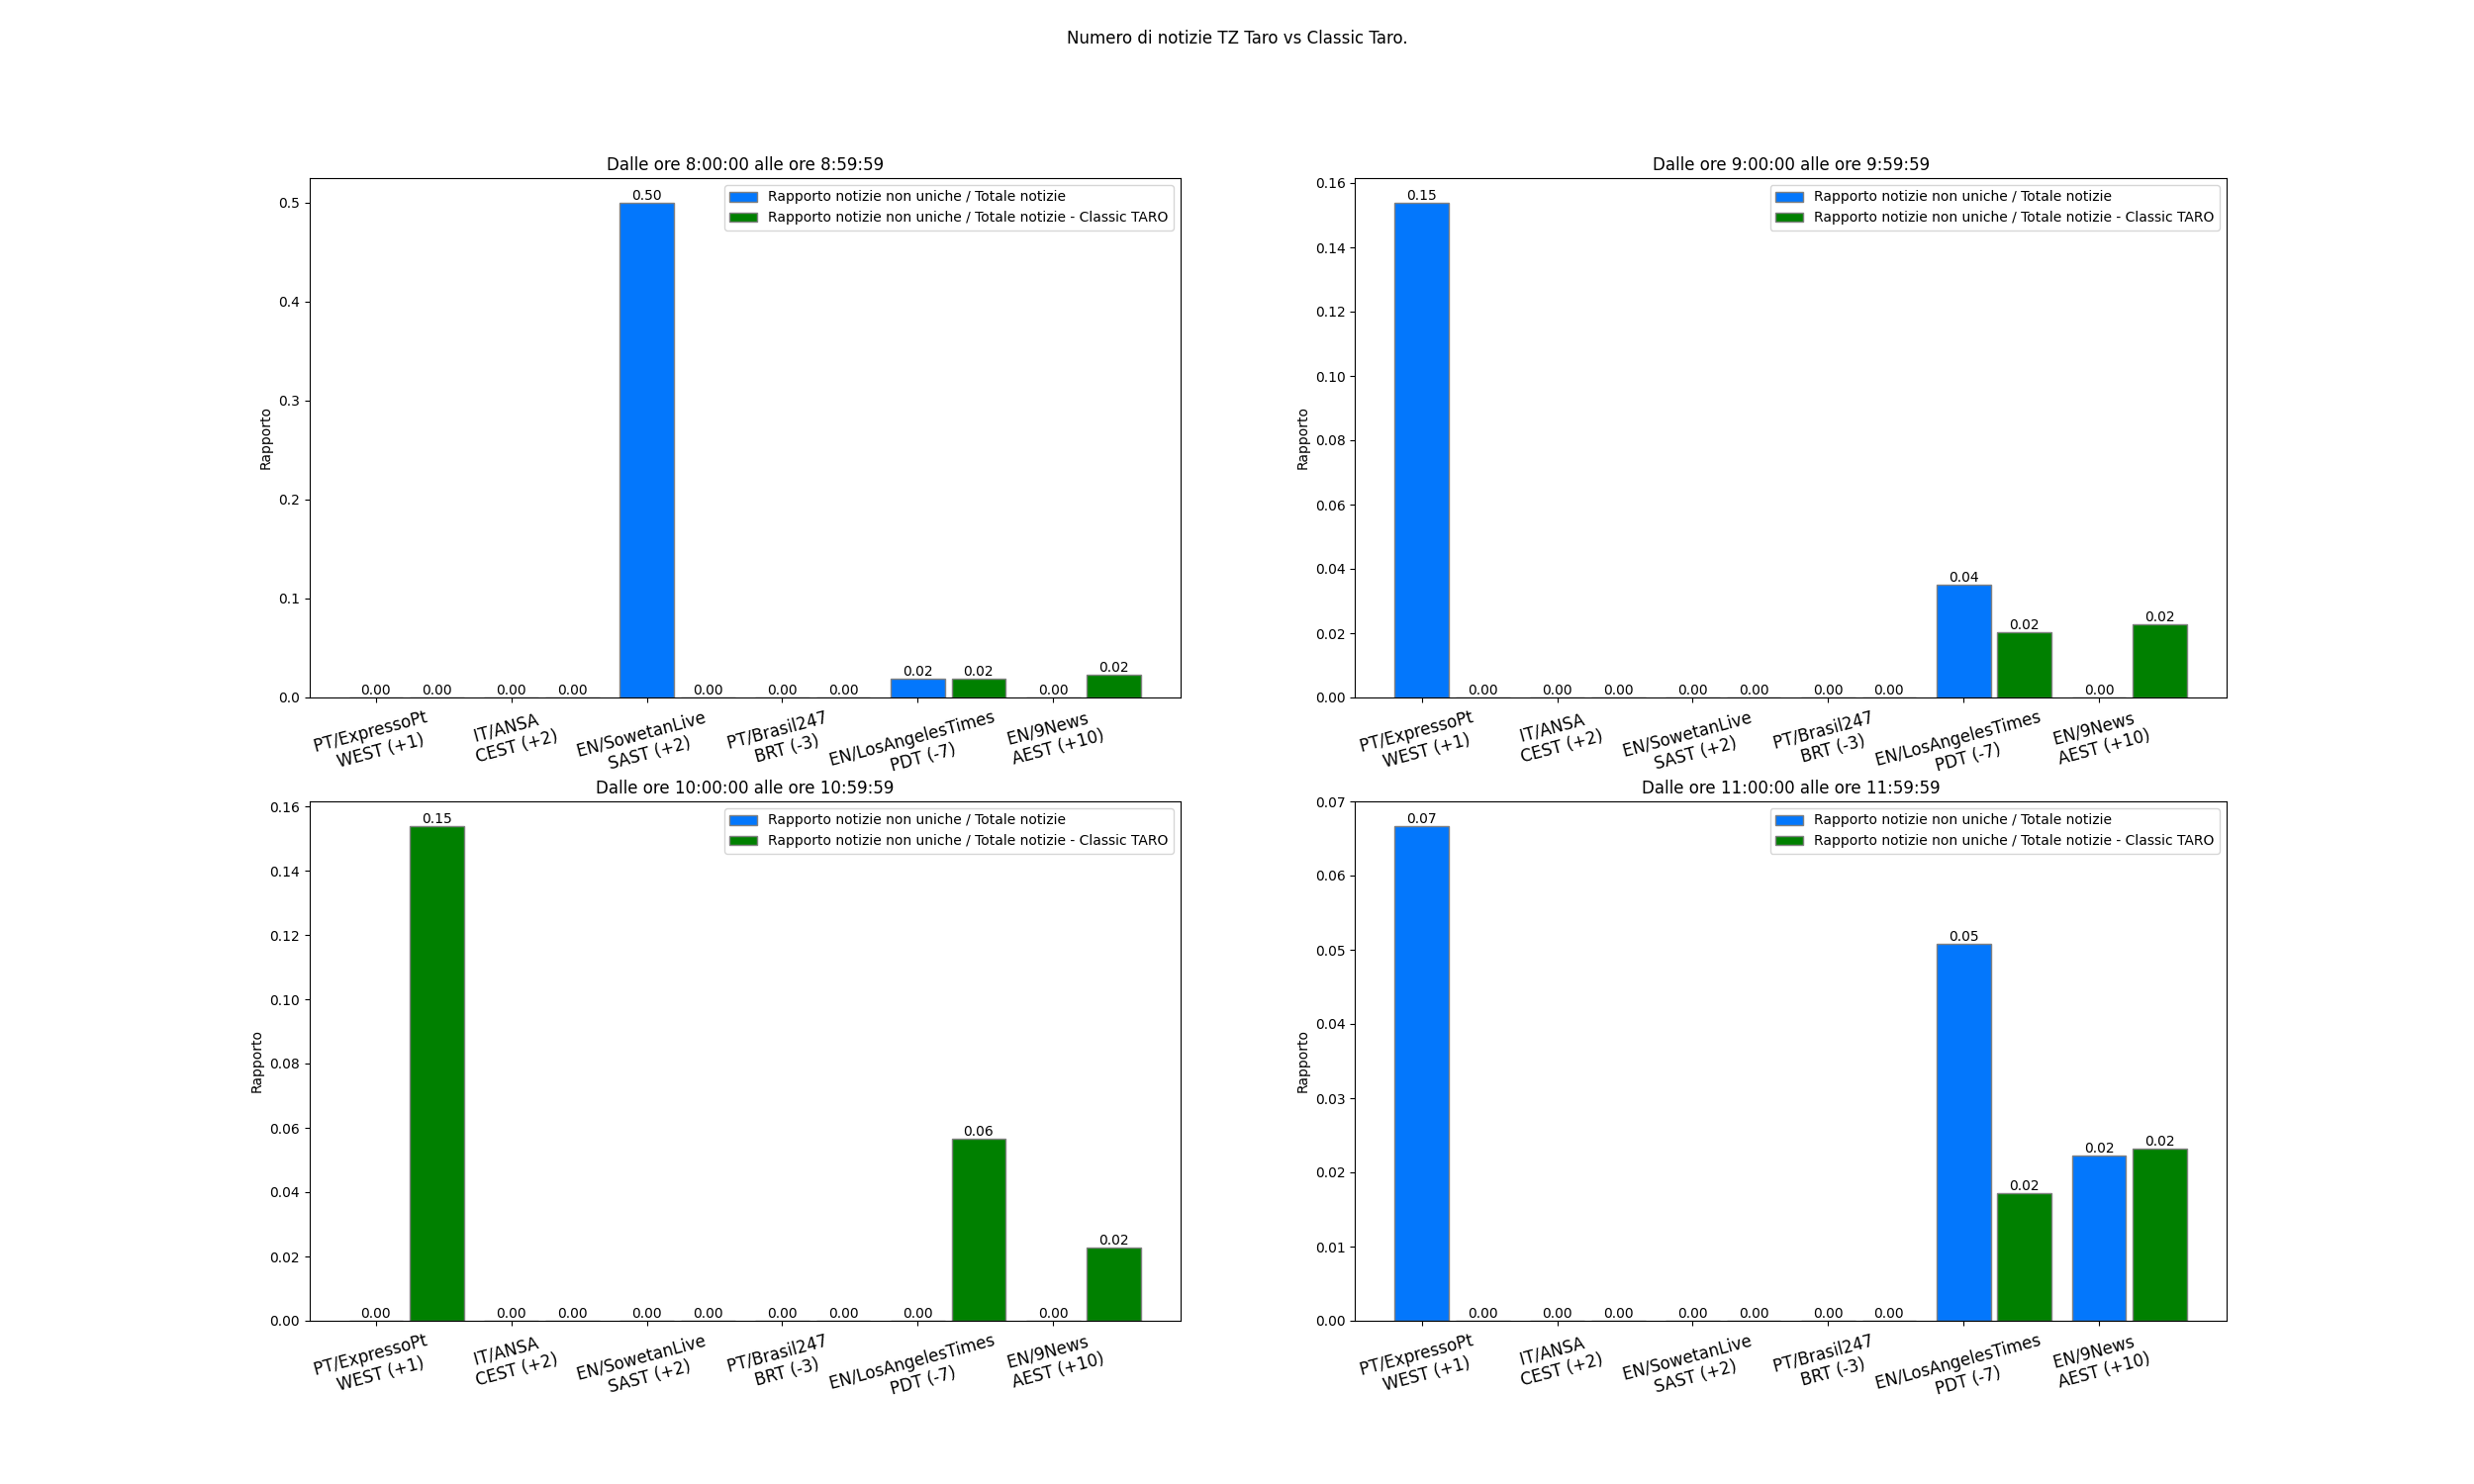 Numero di notizie TZ Taro vs Classic Taro.
Dalle ore 8:00:00 alle ore 8:59:59
Rapporto notizie non uniche / Totale notizie
Rapporto notizie non uniche / Totale notizie - Classic TARO
Rapporto
0.5
0.4
0.3
0.2
0.1
0.0
0.00 0.00 0.00 0.00 0.50 0.00 0.00 0.00 0.02 0.02 0.00 0.02
PT/ExpressoPt
WEST (+1)
IT/ANSA
CEST (+2)
EN/SowetanLive
SAST (+2)
PT/Brasil247
BRT (-3)
EN/LosAngelesTimes
PDT (-7)
EN/9News
AEST (+10)
Dalle ore 9:00:00 alle ore 9:59:59
Rapporto notizie non uniche / Totale notizie
Rapporto notizie non uniche / Totale notizie - Classic TARO
Rapporto
0.16
0.14
0.12
0.10
0.08
0.06
0.04
0.02
0.00
0.15 0.00 0.00 0.00 0.00 0.00 0.00 0.00 0.04 0.02 0.00 0.02
PT/ExpressoPt
WEST (+1)
IT/ANSA
CEST (+2)
EN/SowetanLive
SAST (+2)
PT/Brasil247
BRT (-3)
EN/LosAngelesTimes
PDT (-7)
EN/9News
AEST (+10)
Dalle ore 10:00:00 alle ore 10:59:59
Rapporto notizie non uniche / Totale notizie
Rapporto notizie non uniche / Totale notizie - Classic TARO
Rapporto
0.16
0.14
0.12
0.10
0.08
0.06
0.04
0.02
0.00
0.00 0.15 0.00 0.00 0.00 0.00 0.00 0.00 0.00 0.06 0.00 0.02
PT/ExpressoPt
WEST (+1)
IT/ANSA
CEST (+2)
EN/SowetanLive
SAST (+2)
PT/Brasil247
BRT (-3)
EN/LosAngelesTimes
PDT (-7)
EN/9News
AEST (+10)
Dalle ore 11:00:00 alle ore 11:59:59
Rapporto notizie non uniche / Totale notizie
Rapporto notizie non uniche / Totale notizie - Classic TARO
Rapporto
0.07
0.06
0.05
0.04
0.03
0.02
0.01
0.00
0.07 0.00 0.00 0.00 0.00 0.00 0.00 0.00 0.05 0.02 0.02 0.02
PT/ExpressoPt
WEST (+1)
IT/ANSA
CEST (+2)
EN/SowetanLive
SAST (+2)
PT/Brasil247
BRT (-3)
EN/LosAngelesTimes
PDT (-7)
EN/9News
AEST (+10)